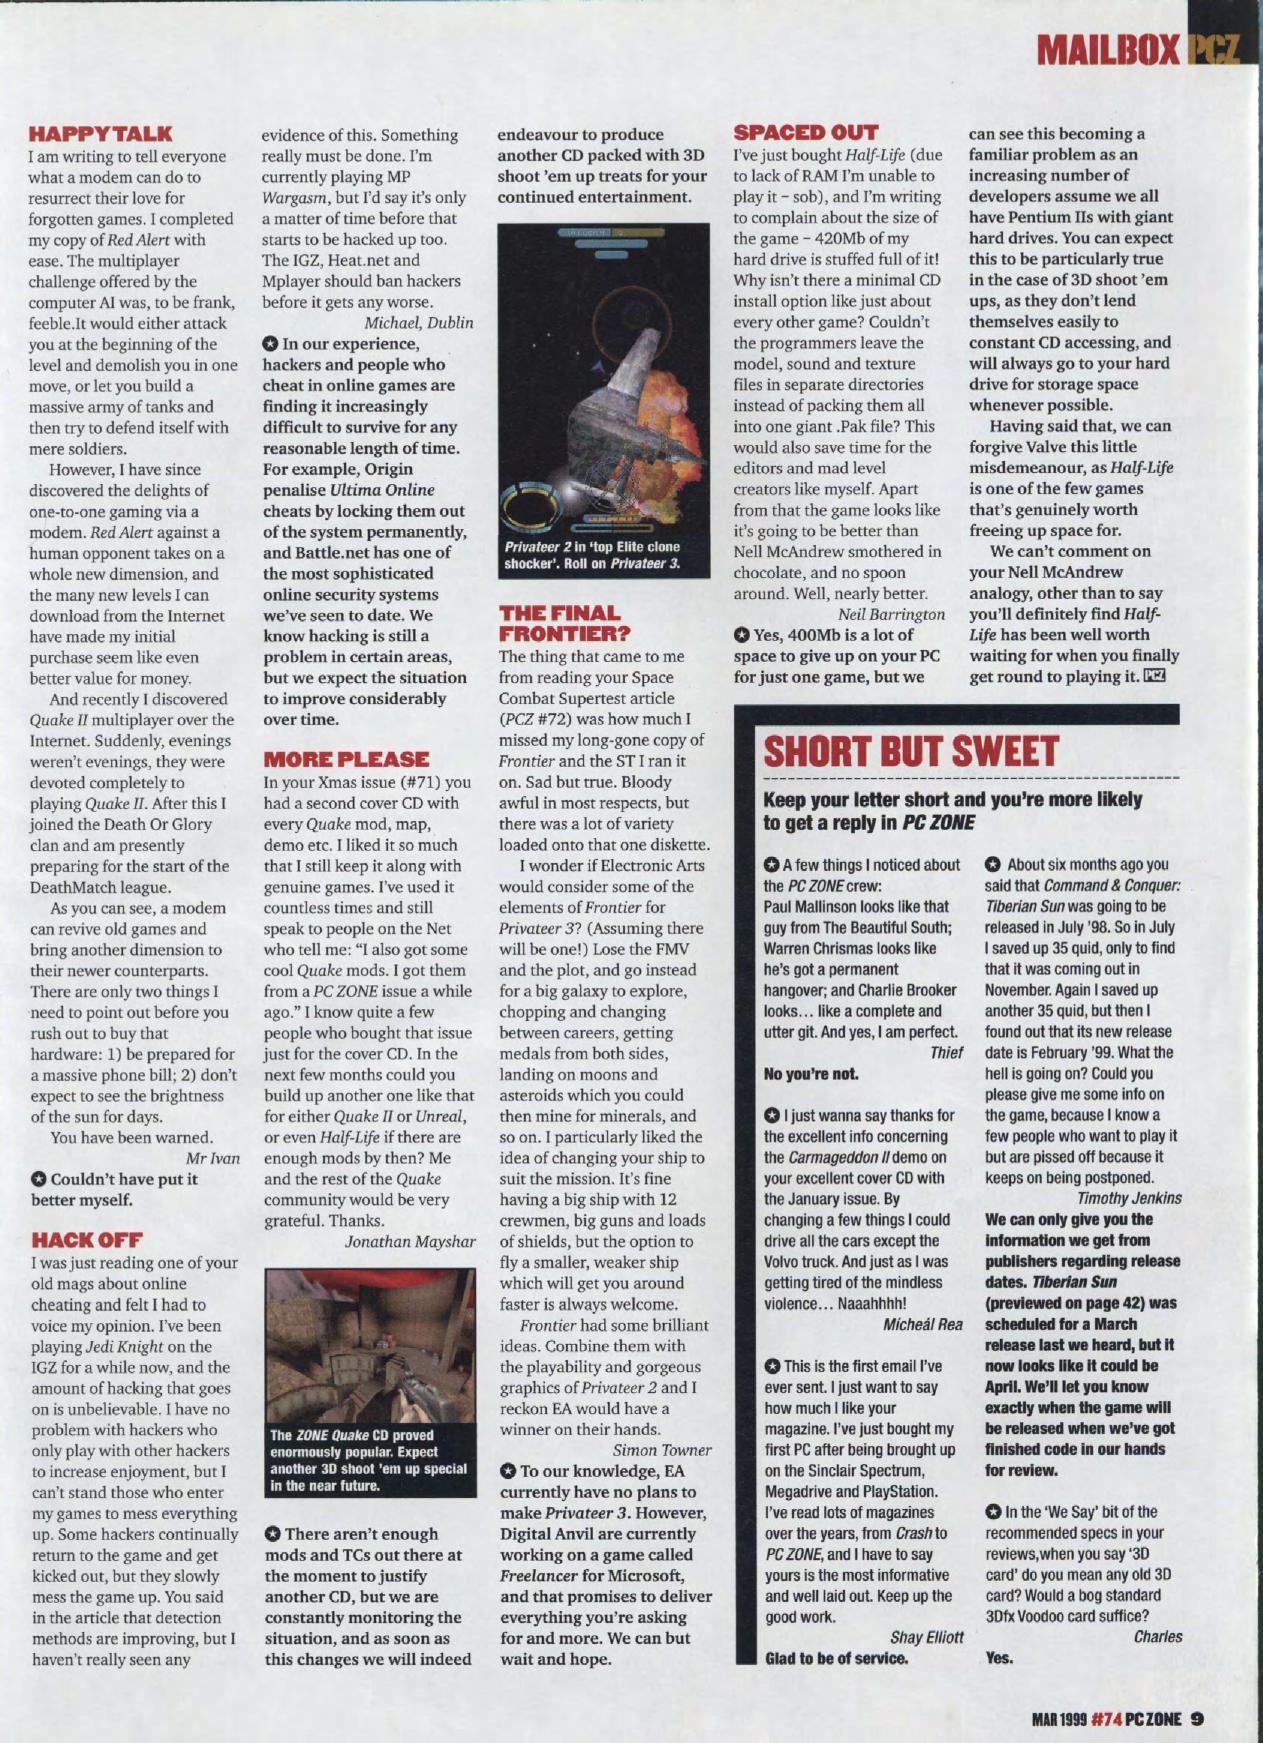 MAILBOX PCZ
HAPPY TALK
I am writing to tell everyone
what a modem can do to
resurrect their love for
forgotten games. I completed
my copy of Red Alert with
ease. The multiplayer
challenge offered by the
computer AI was, to be frank,
feeble.It would either attack
you at the beginning of the
level and demolish you in one
move, or let you build a
massive army of tanks and
then try to defend itself with
mere soldiers.
However, I have since
discovered the delights of
one-to-one gaming via a
modem. Red Alert against a
human opponent takes on a
whole new dimension, and
the many new levels I can
download from the Internet
have made my initial
purchase seem like even
better value for money.
And recently I discovered
Quake II multiplayer over the
Internet. Suddenly, evenings
weren't evenings, they were
devoted completely to
playing Quake II. After this I
joined the Death Or Glory
clan and am presently
preparing for the start of the
DeathMatch league.
As you can see, a modem
can revive old games and
bring another dimension to
their newer counterparts.
There are only two things I
need to point out before you
rush out to buy that
hardware: 1) be prepared for
a massive phone bill; 2) don't
expect to see the brightness
of the sun for days.
You have been warned.
Mr Ivan
Couldn't have put it
better myself.
HACK OFF
I was just reading one of your
old mags about online
cheating and felt I had to
voice my opinion. I've been
playing Jedi Knight on the
IGZ for a while now, and the
amount of hacking that goes
on is unbelievable. I have no
problem with hackers who
only play with other hackers
to increase enjoyment, but I
can't stand those who enter
my games to mess everything
up. Some hackers continually
return to the game and get
kicked out, but they slowly
mess the game up. You said
in the article that detection
methods are improving, but I
haven't really seen any
evidence of this. Something
really must be done. I'm
currently playing MP
Wargasm, but I'd say it's only
a matter of time before that
starts to be hacked up too.
The IGZ, Heat.net and
Mplayer should ban hackers
before it gets any worse.
Michael, Dublin
In our experience,
hackers and people who
cheat in online games are
finding it increasingly
difficult to survive for any
reasonable length of time.
For example, Origin
penalise Ultima Online
cheats by locking them out
of the system permanently,
and Battle.net has one of
the most sophisticated
online security systems
we've seen to date. We
know hacking is still a
problem in certain areas,
but we expect the situation
to improve considerably
over time.
MORE PLEASE
In your Xmas issue (#71) you
had a second cover CD with
every Quake mod, map,
demo etc. I liked it so much
that I still keep it along with
genuine games. I've used it
countless times and still
speak to people on the Net
who tell me: "I also got some
cool Quake mods. I got them
from a PC ZONE issue a while
ago." I know quite a few
people who bought that issue
just for the cover CD. In the
next few months could you
build up another one like that
for either Quake II or Unreal,
or even Half-Life if there are
enough mods by then? Me
and the rest of the Quake
community would be very
grateful. Thanks.
Jonathan Mayshar
The ZONE Quake CD proved
enormously popular. Expect
another 3D shoot 'em up special
in the near future.
There aren't enough
mods and TCs out there at
the moment to justify
another CD, but we are
constantly monitoring the
situation, and as soon as
this changes we will indeed
endeavour to produce
another CD packed with 3D
shoot 'em up treats for your
continued entertainment.
Privateer 2 in 'top Elite clone
shocker'. Roll on Privateer 3.
THE FINAL
FRONTIER?
The thing that came to me
from reading your Space
Combat Supertest article
(PCZ #72) was how much I
missed my long-gone copy of
Frontier and the ST I ran it
on. Sad but true. Bloody
awful in most respects, but
there was a lot of variety
loaded onto that one diskette.
I wonder if Electronic Arts
would consider some of the
elements of Frontier for
Privateer 3? (Assuming there
will be one!) Lose the FMV
and the plot, and go instead
for a big galaxy to explore,
chopping and changing
between careers, getting
medals from both sides,
landing on moons and
asteroids which you could
then mine for minerals, and
so on. I particularly liked the
idea of changing your ship to
suit the mission. It's fine
having a big ship with 12
crewmen, big guns and loads
of shields, but the option to
fly a smaller, weaker ship
which will get you around
faster is always welcome.
Frontier had some brilliant
ideas. Combine them with
the playability and gorgeous
graphics of Privateer 2 and I
reckon EA would have a
winner on their hands.
Simon Towner
To our knowledge, EA
currently have no plans to
make Privateer 3. However,
Digital Anvil are currently
working on a game called
Freelancer for Microsoft,
and that promises to deliver
everything you're asking
for and more. We can but
wait and hope.
SPACED OUT
I've just bought Half-Life (due
to lack of RAM I'm unable to
play it – sob), and I'm writing
to complain about the size of
the game – 420Mb of my
hard drive is stuffed full of it!
Why isn't there a minimal CD
install option like just about
every other game? Couldn't
the programmers leave the
model, sound and texture
files in separate directories
instead of packing them all
into one giant .Pak file? This
would also save time for the
editors and mad level
creators like myself. Apart
from that the game looks like
it's going to be better than
Nell McAndrew smothered in
chocolate, and no spoon
around. Well, nearly better.
Neil Barrington
Yes, 400Mb is a lot of
space to give up on your PC
for just one game, but we
can see this becoming a
familiar problem as an
increasing number of
developers assume we all
have Pentium IIs with giant
hard drives. You can expect
this to be particularly true
in the case of 3D shoot 'em
ups, as they don't lend
themselves easily to
constant CD accessing, and
will always go to your hard
drive for storage space
whenever possible.
Having said that, we can
forgive Valve this little
misdemeanour, as Half-Life
is one of the few games
that's genuinely worth
freeing up space for.
We can't comment on
your Nell McAndrew
analogy, other than to say
you'll definitely find Half-
Life has been well worth
waiting for when you finally
get round to playing it. PCZ
SHORT BUT SWEET
Keep your letter short and you're more likely
to get a reply in PC ZONE
A few things I noticed about
the PC ZONE crew:
Paul Mallinson looks like that
guy from The Beautiful South;
Warren Chrismas looks like
he's got a permanent
hangover; and Charlie Brooker
looks... like a complete and
utter git. And yes, I am perfect.
Thief
No you're not.
I just wanna say thanks for
the excellent info concerning
the Carmageddon II demo on
your excellent cover CD with
the January issue. By
changing a few things I could
drive all the cars except the
Volvo truck. And just as I was
getting tired of the mindless
violence... Naaahhhh!
Micheál Rea
This is the first email I've
ever sent. I just want to say
how much I like your
magazine. I've just bought my
first PC after being brought up
on the Sinclair Spectrum,
Megadrive and PlayStation.
I've read lots of magazines
over the years, from Crash to
PC ZONE, and I have to say
yours is the most informative
and well laid out. Keep up the
good work.
Shay Elliott
Glad to be of service.
About six months ago you
said that Command & Conquer:
Tiberian Sun was going to be
released in July '98. So in July
I saved up 35 quid, only to find
that it was coming out in
November. Again I saved up
another 35 quid, but then I
found out that its new release
date is February '99. What the
hell is going on? Could you
please give me some info on
the game, because I know a
few people who want to play it
but are pissed off because it
keeps on being postponed.
Timothy Jenkins
We can only give you the
information we get from
publishers regarding release
dates. Tiberian Sun
(previewed on page 42) was
scheduled for a March
release last we heard, but it
now looks like it could be
April. We'll let you know
exactly when the game will
be released when we've got
finished code in our hands
for review.
In the 'We Say' bit of the
recommended specs in your
reviews,when you say '3D
card' do you mean any old 3D
card? Would a bog standard
3Dfx Voodoo card suffice?
Charles
Yes.
MAR 1999 #74 PC ZONE 9